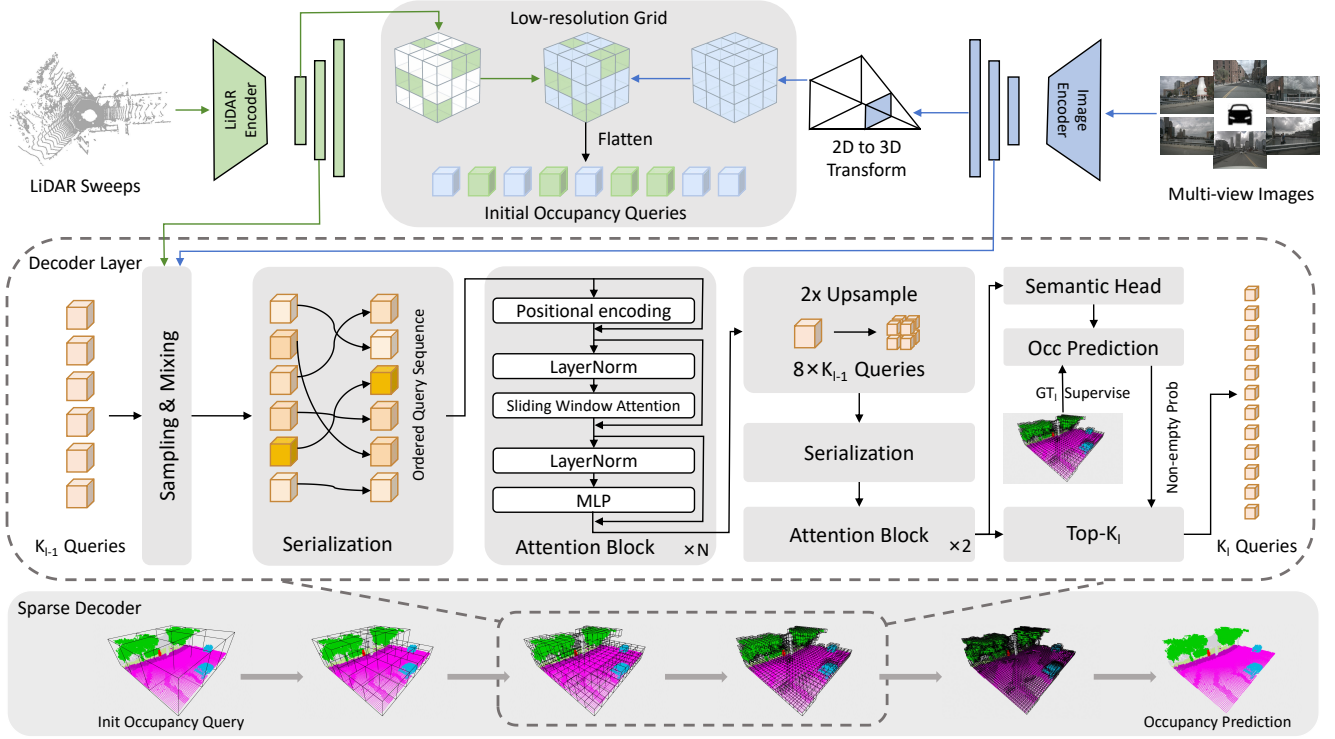 Low-resolution Grid
LiDAR
Encoder
Image
Encoder
Flatten
2D to 3D
Transform
LiDAR Sweeps
Initial Occupancy Queries
Multi-view Images
Decoder Layer
Sampling & Mixing
Ordered Query Sequence
Positional encoding
LayerNorm
Sliding Window Attention
LayerNorm
MLP
2x Upsample
8×Kl-1 Queries
Serialization
Attention Block
×2
Semantic Head
Occ Prediction
GTl Supervise
Non-empty Prob
Top-Kl
Kl-1 Queries
Serialization
Attention Block
×N
Kl Queries
Sparse Decoder
Init Occupancy Query
Occupancy Prediction